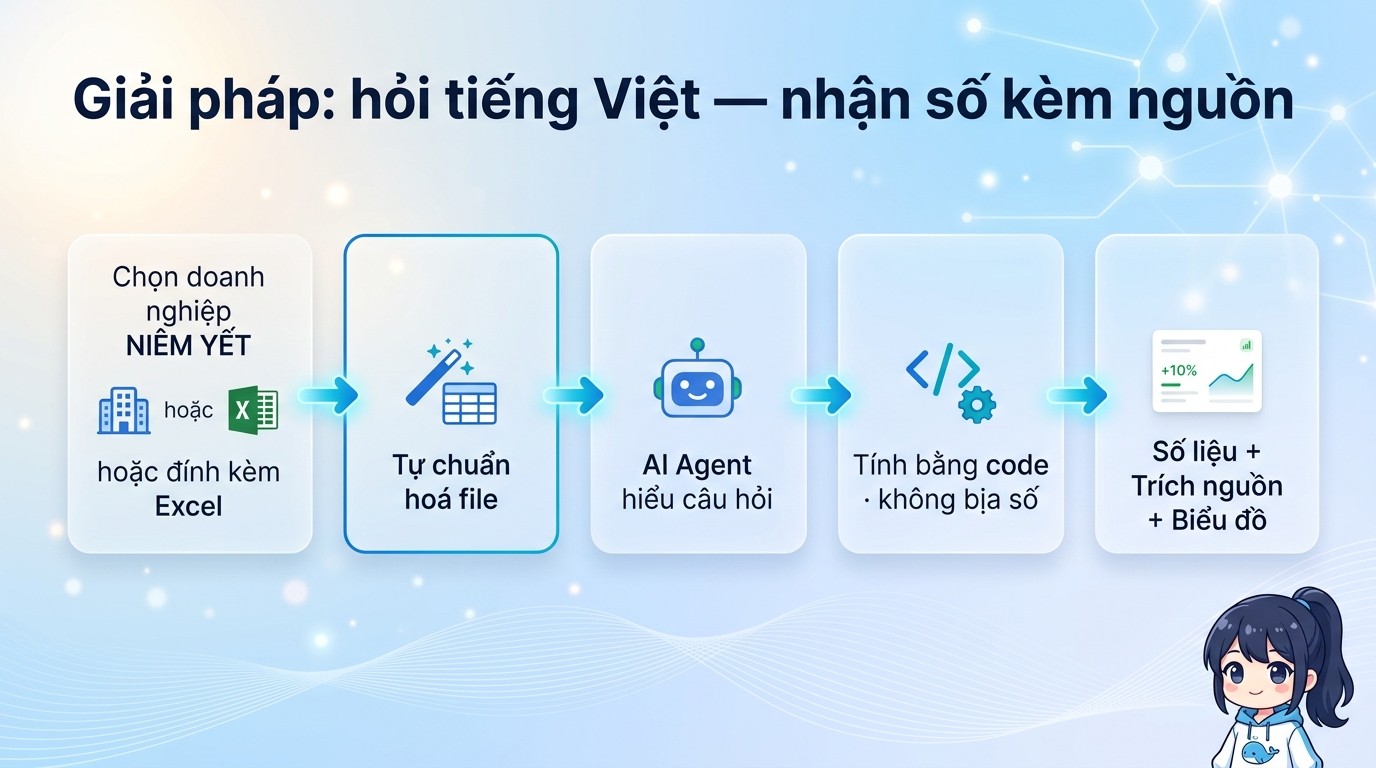 Giải pháp: hỏi tiếng Việt — nhận số kèm nguồn
Chọn doanh
nghiệp
NIÊM YẾT
hoặc
X
hoặc đính kèm
Excel
Tự chuẩn
hoá file
AI Agent
hiểu câu hỏi
</>
Tính bằng code
· không bịa số
+10%
Số liệu +
Trích nguồn
+ Biểu đồ